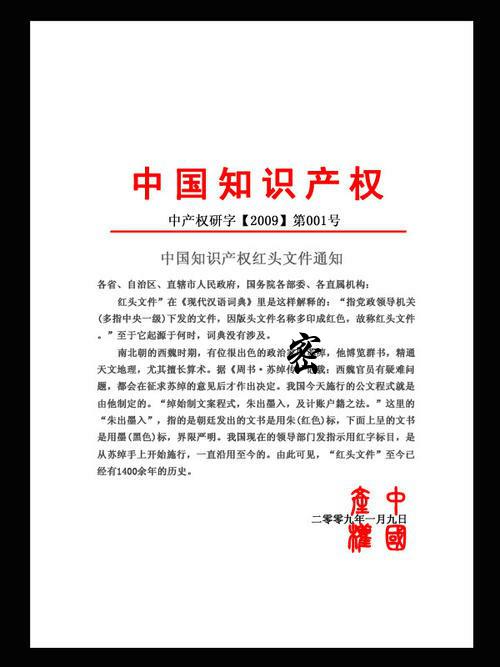 中国知识产权
中产权研字【2009】第001号
中国知识产权红头文件通知
各省、自治区、直辖市人民政府，国务院各部委、各直属机构：
红头文件”在《现代汉语词典》里是这样解释的：“指党政领导机关
(多指中央一级)下发的文件，因版头文件名称多印成红色，故称红头文件
。”至于它起源于何时，词典没有涉及。
密
南北朝的西魏时期，有位很出色的政治家苏绰，他博览群书，精通
天文地理，尤其擅长算术。据《周书·苏绰传》载：西魏官员有疑难问
题，都会在征求苏绰的意见后才作出决定。我国今天施行的公文程式就是
由他制定的。“绰始制文案程式，朱出墨入，及计帐户籍之法。”这里的
“朱出墨入”，指的是朝廷发出的文书是用朱(红色)标，下面上呈的文书
是用墨(黑色)标，界限严明。我国现在的领导部门发指示用红字标目，是
从苏绰手上开始施行，一直沿用至今的。由此可见，“红头文件”至今已
经有1400余年的历史。
二零零九年一月九日
中國
產權